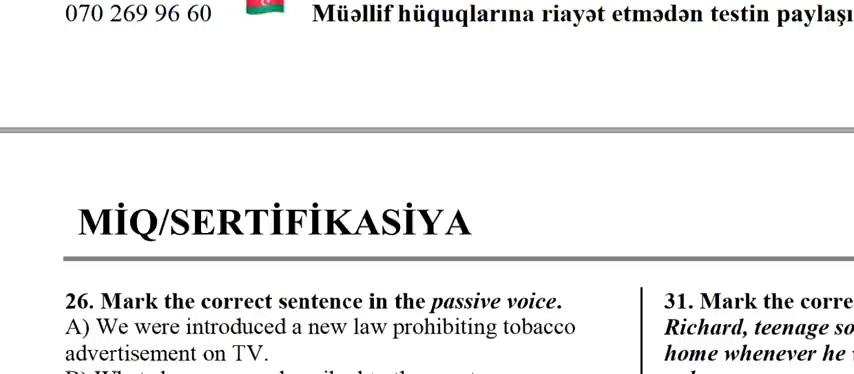 070 269 96 60
Müəllif hüquqlarına riayət etmədən testin paylaşı
MİQ/SERTİFİKASİYA
26. Mark the correct sentence in the passive voice.
A) We were introduced a new law prohibiting tobacco
advertisement on TV.
31. Mark the corre
Richard, teenage so
home whenever he